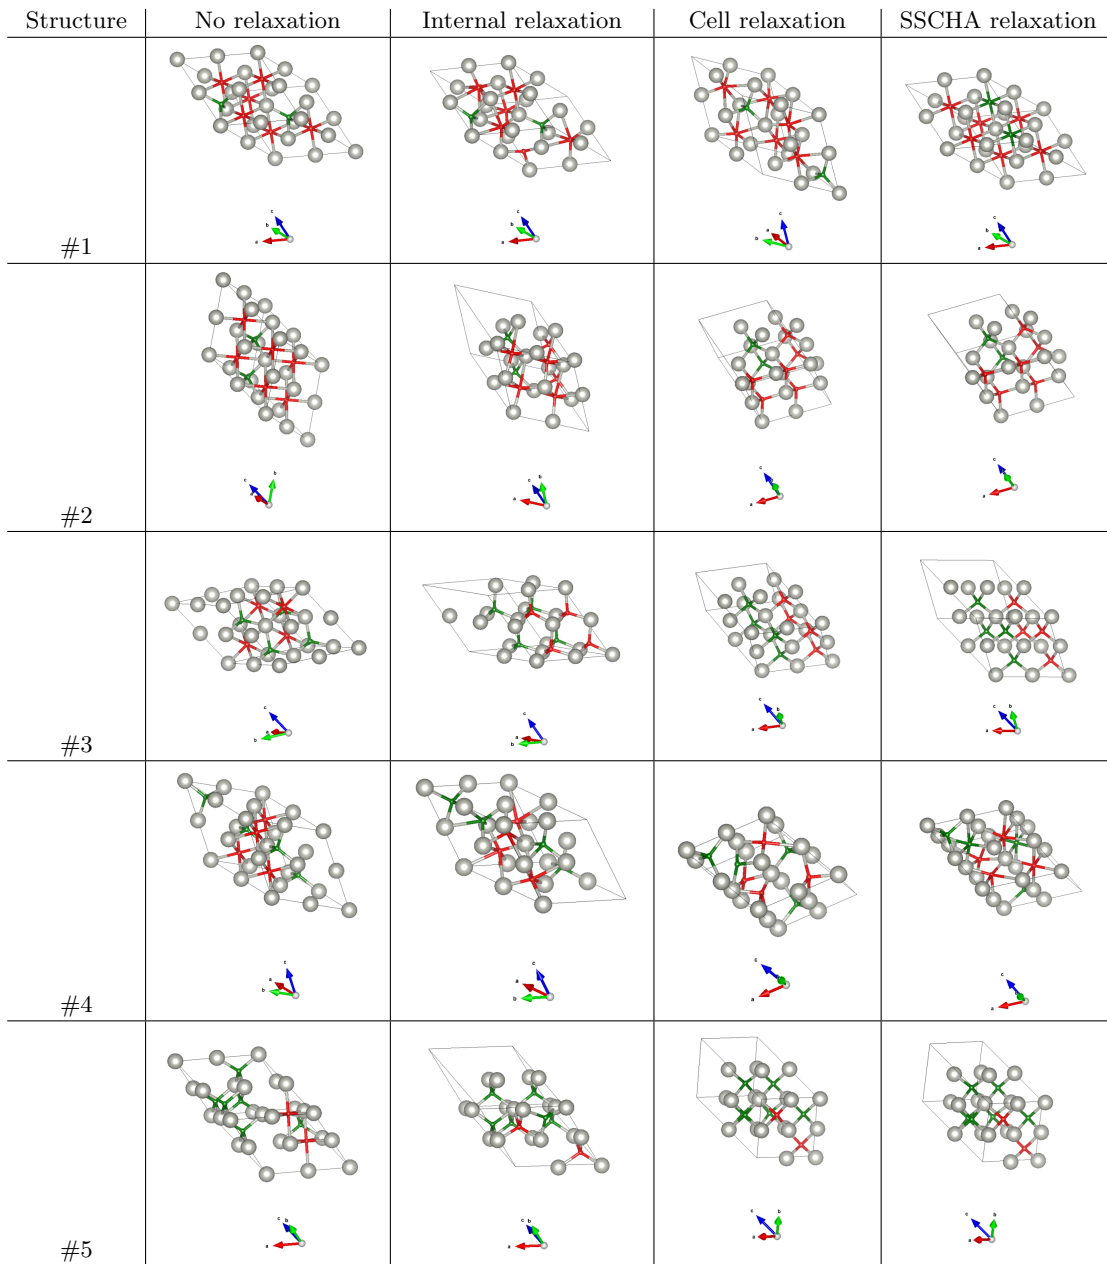 Structure No relaxation Internal relaxation Cell relaxation SSCHA relaxation
c b a c b a c a b c b a
#1
b c c b a c a c a
#2
c a b c a b c b a c b a
#3
c a b c a b c a c a
#4
c b a c b a c b a c b a
#5